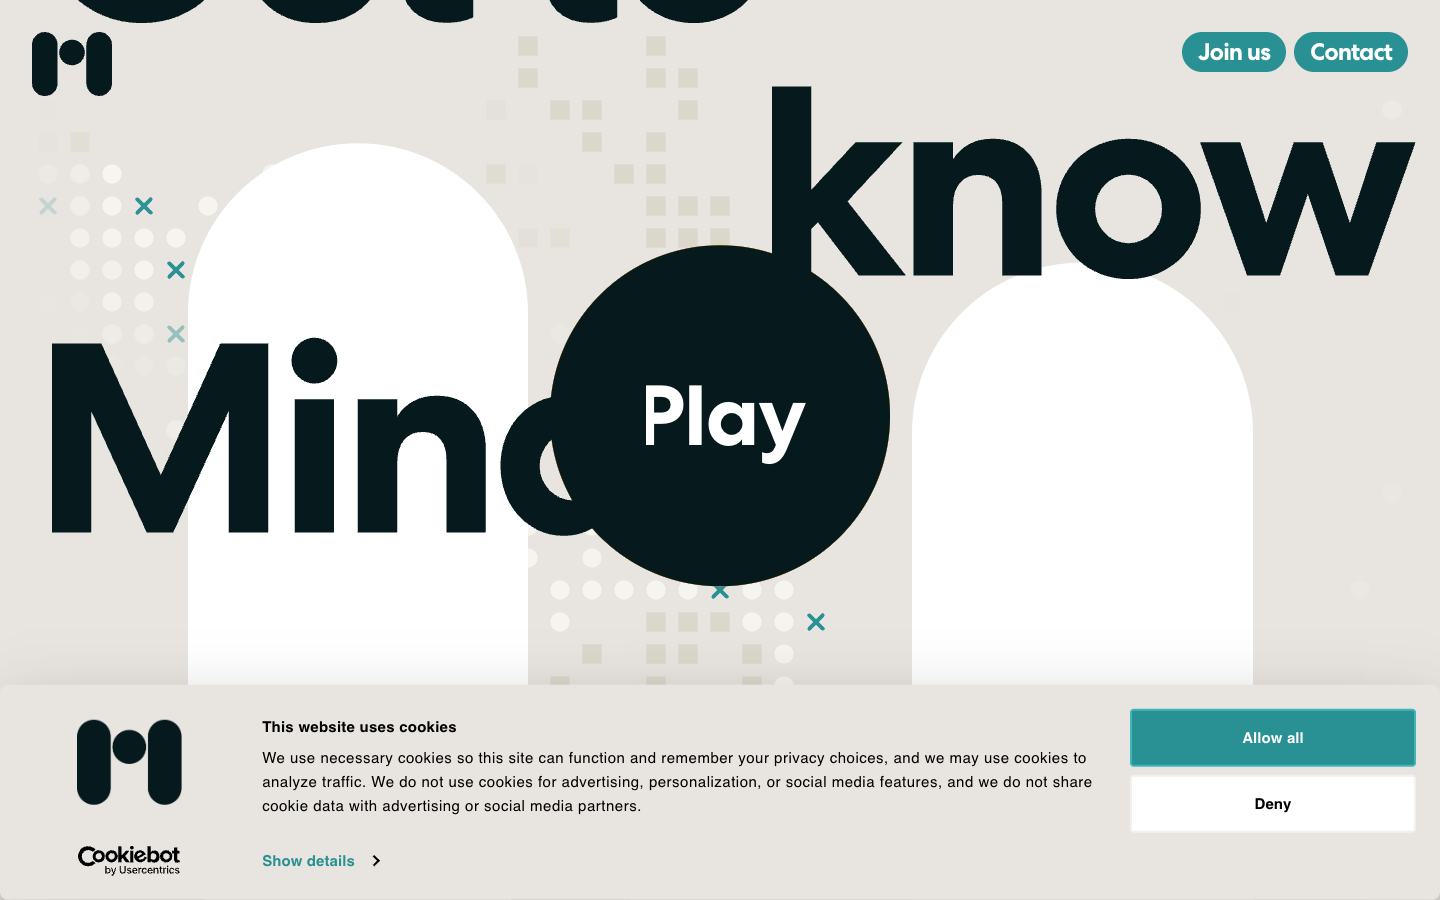 Join us
Contact
know
Play
This website uses cookies
We use necessary cookies so this site can function and remember your privacy choices, and we may use cookies to
analyze traffic. We do not use cookies for advertising, personalization, or social media features, and we do not share
cookie data with advertising or social media partners.
Show details
Allow all
Deny
Cookiebot
by Usercentrics